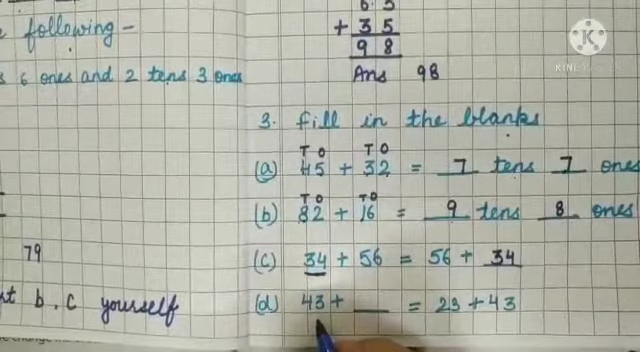 following -
6 ones and 2 tens 3 ones
79
b, c yourself
6 3
+ 3 5
9 8
Ans 98
3. fill in the blanks
T O T O
(a) 45 + 32 = 7 tens 7 ones
T O T O
(b) 82 + 16 = 9 tens 8 ones
(c) 34 + 56 = 56 + 34
(d) 43 + ___ = 23 + 43